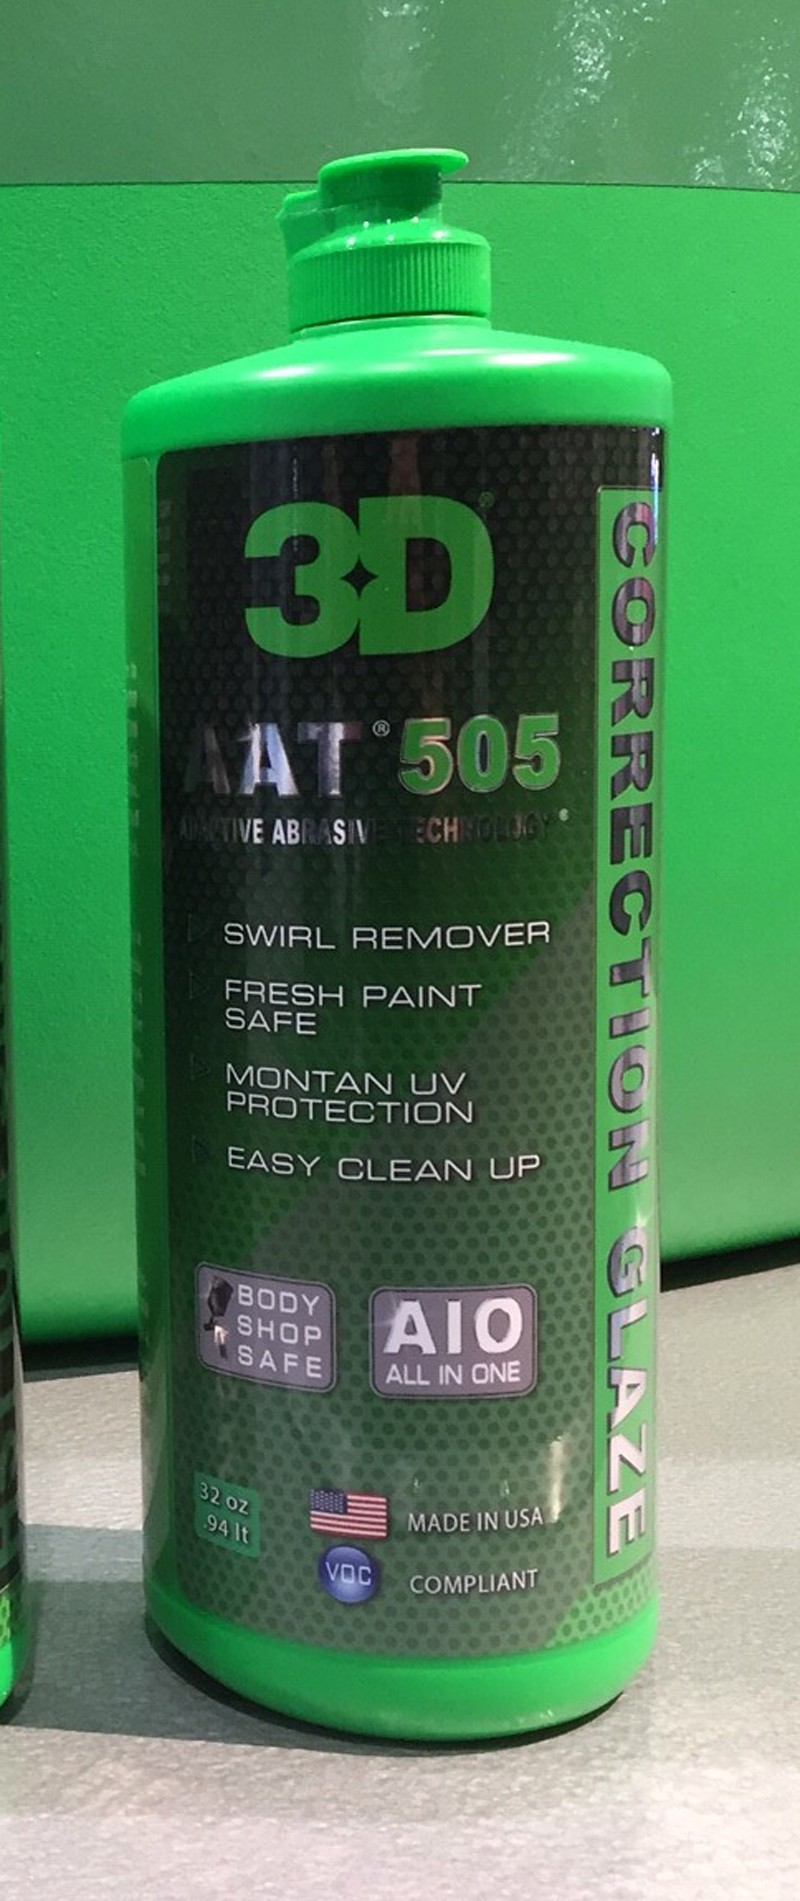 3D®
AAT® 505
ADAPTIVE ABRASIVE TECHNOLOGY®
SWIRL REMOVER
FRESH PAINT
SAFE
MONTAN UV
PROTECTION
EASY CLEAN UP
BODY
SHOP
SAFE
AIO
ALL IN ONE
32 oz
.94 lt
MADE IN USA
VOC
COMPLIANT
CORRECTION GLAZE